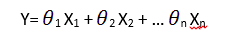 Y= θ₁ X₁ + θ₂ X₂ + … θₙ Xₙ